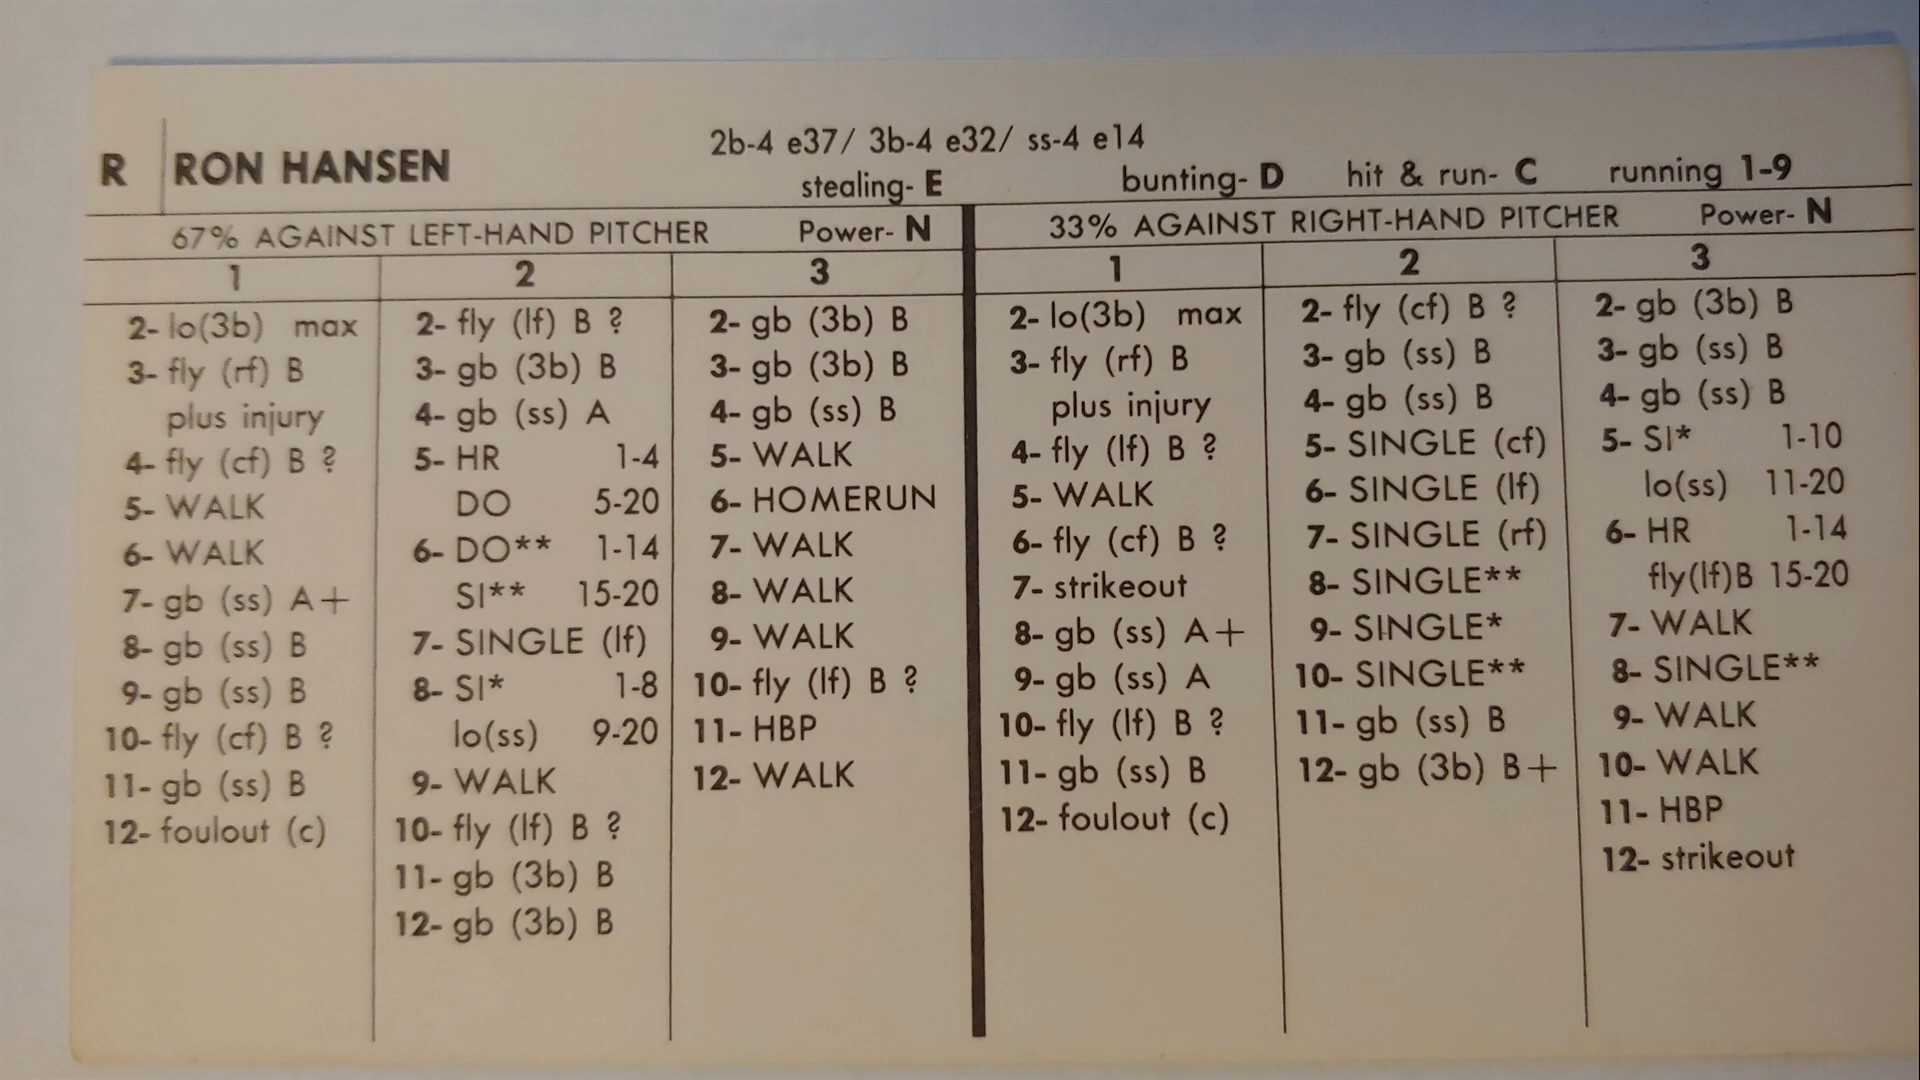 R RON HANSEN
2b-4 e37/ 3b-4 e32/ ss-4 e14
stealing- E bunting- D hit & run- C running 1-9
67% AGAINST LEFT-HAND PITCHER Power- N
1 2 3
2- lo(3b) max
3- fly (rf) B
plus injury
4- fly (cf) B ?
5- WALK
6- WALK
7- gb (ss) A+
8- gb (ss) B
9- gb (ss) B
10- fly (cf) B ?
11- gb (ss) B
12- foulout (c)
2- fly (lf) B ?
3- gb (3b) B
4- gb (ss) A
5- HR 1-4
DO 5-20
6- DO** 1-14
SI** 15-20
7- SINGLE (lf)
8- SI* 1-8
lo(ss) 9-20
9- WALK
10- fly (lf) B ?
11- gb (3b) B
12- gb (3b) B
2- gb (3b) B
3- gb (3b) B
4- gb (ss) B
5- WALK
6- HOMERUN
7- WALK
8- WALK
9- WALK
10- fly (lf) B ?
11- HBP
12- WALK
33% AGAINST RIGHT-HAND PITCHER Power- N
1 2 3
2- lo(3b) max
3- fly (rf) B
plus injury
4- fly (lf) B ?
5- WALK
6- fly (cf) B ?
7- strikeout
8- gb (ss) A+
9- gb (ss) A
10- fly (lf) B ?
11- gb (ss) B
12- foulout (c)
2- fly (cf) B ?
3- gb (ss) B
4- gb (ss) B
5- SINGLE (cf)
6- SINGLE (lf)
7- SINGLE (rf)
8- SINGLE**
9- SINGLE*
10- SINGLE**
11- gb (ss) B
12- gb (3b) B+
2- gb (3b) B
3- gb (ss) B
4- gb (ss) B
5- SI* 1-10
lo(ss) 11-20
6- HR 1-14
fly(lf)B 15-20
7- WALK
8- SINGLE**
9- WALK
10- WALK
11- HBP
12- strikeout